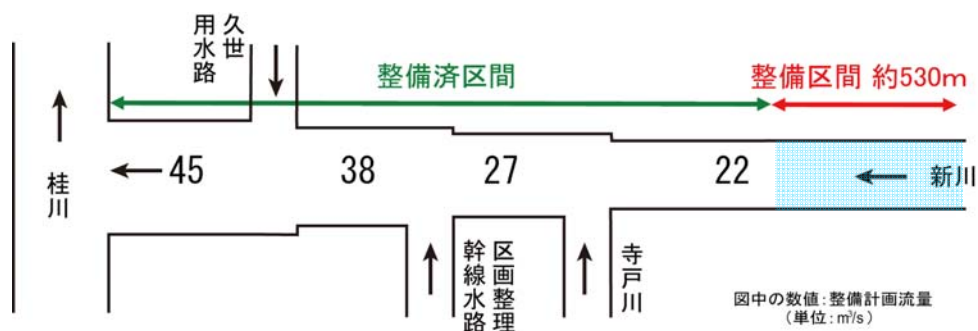 久世
用水路
整備済区間
整備区間 約530m
桂川
45
38
27
22
新川
区画整理
幹線水路
寺戸川
図中の数値:整備計画流量
(単位:m³/s)